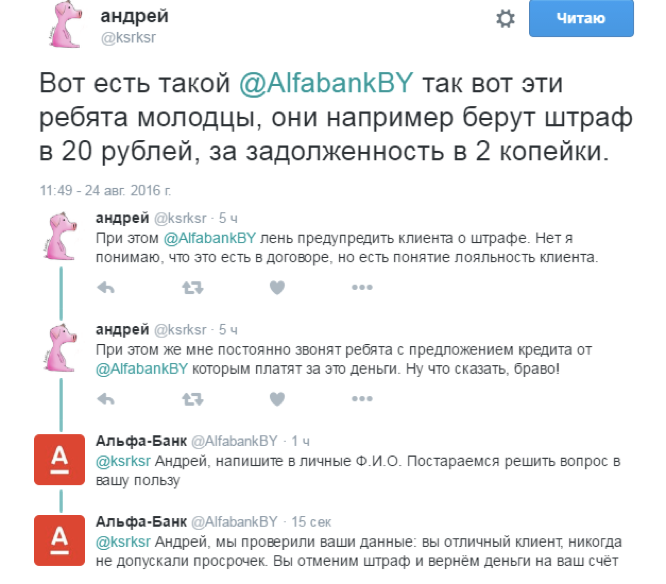 андрей
@ksrksr
Читаю
Вот есть такой @AlfabankBY так вот эти
ребята молодцы, они например берут штраф
в 20 рублей, за задолженность в 2 копейки.
11:49 - 24 авг. 2016 г.
андрей @ksrksr · 5 ч
При этом @AlfabankBY лень предупредить клиента о штрафе. Нет я
понимаю, что это есть в договоре, но есть понятие лояльность клиента.
андрей @ksrksr · 5 ч
При этом же мне постоянно звонят ребята с предложением кредита от
@AlfabankBY которым платят за это деньги. Ну что сказать, браво!
Альфа-Банк @AlfabankBY · 1 ч
@ksrksr Андрей, напишите в личные Ф.И.О. Постараемся решить вопрос в
вашу пользу
Альфа-Банк @AlfabankBY · 15 сек
@ksrksr Андрей, мы проверили ваши данные: вы отличный клиент, никогда
не допускали просрочек. Вы отменим штраф и вернём деньги на ваш счёт